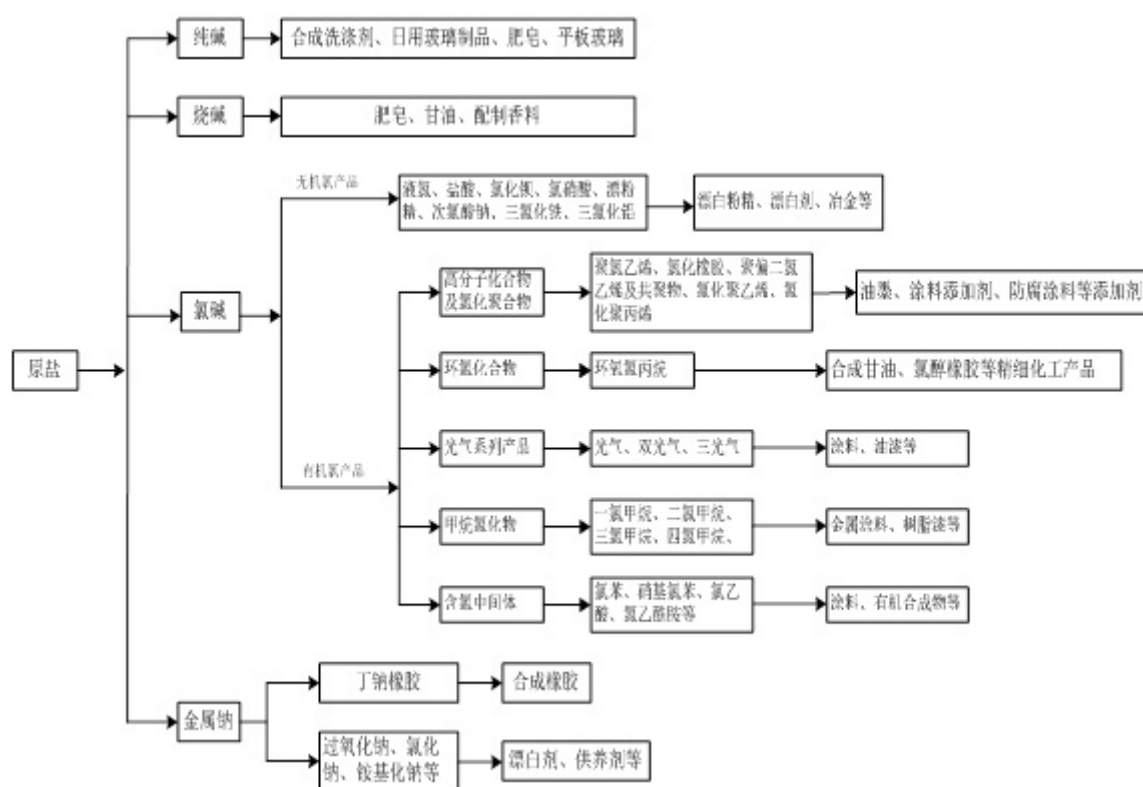 纯碱
合成洗涤剂、日用玻璃制品、肥皂、平板玻璃
烧碱
肥皂、甘油、配制香料
无机氯产品
液氯、盐酸、氯化钡、氯硝酸、漂粉
精、次氯酸钠、三氯化铁、三氯化铝
漂白粉精、漂白剂、冶金等
高分子化合物
及氯化聚合物
聚氯乙烯、氯化橡胶、聚偏二氯
乙烯及共聚物、氯化聚乙烯、氯
化聚丙烯
油墨、涂料添加剂、防腐涂料等添加剂
氯碱
原盐
环氯化合物
环氧氯丙烷
合成甘油、氯醇橡胶等精细化工产品
光气系列产品
光气、双光气、三光气
涂料、油漆等
有机氯产品
甲烷氯化物
一氯甲烷、二氯甲烷、
三氯甲烷、四氯甲烷、
金属涂料、树脂漆等
含氯中间体
氯苯、硝基氯苯、氯乙
酸、氯乙酰胺等
涂料、有机合成物等
金属钠
丁钠橡胶
合成橡胶
过氧化钠、氯化
钠、铵基化钠等
漂白剂、供养剂等